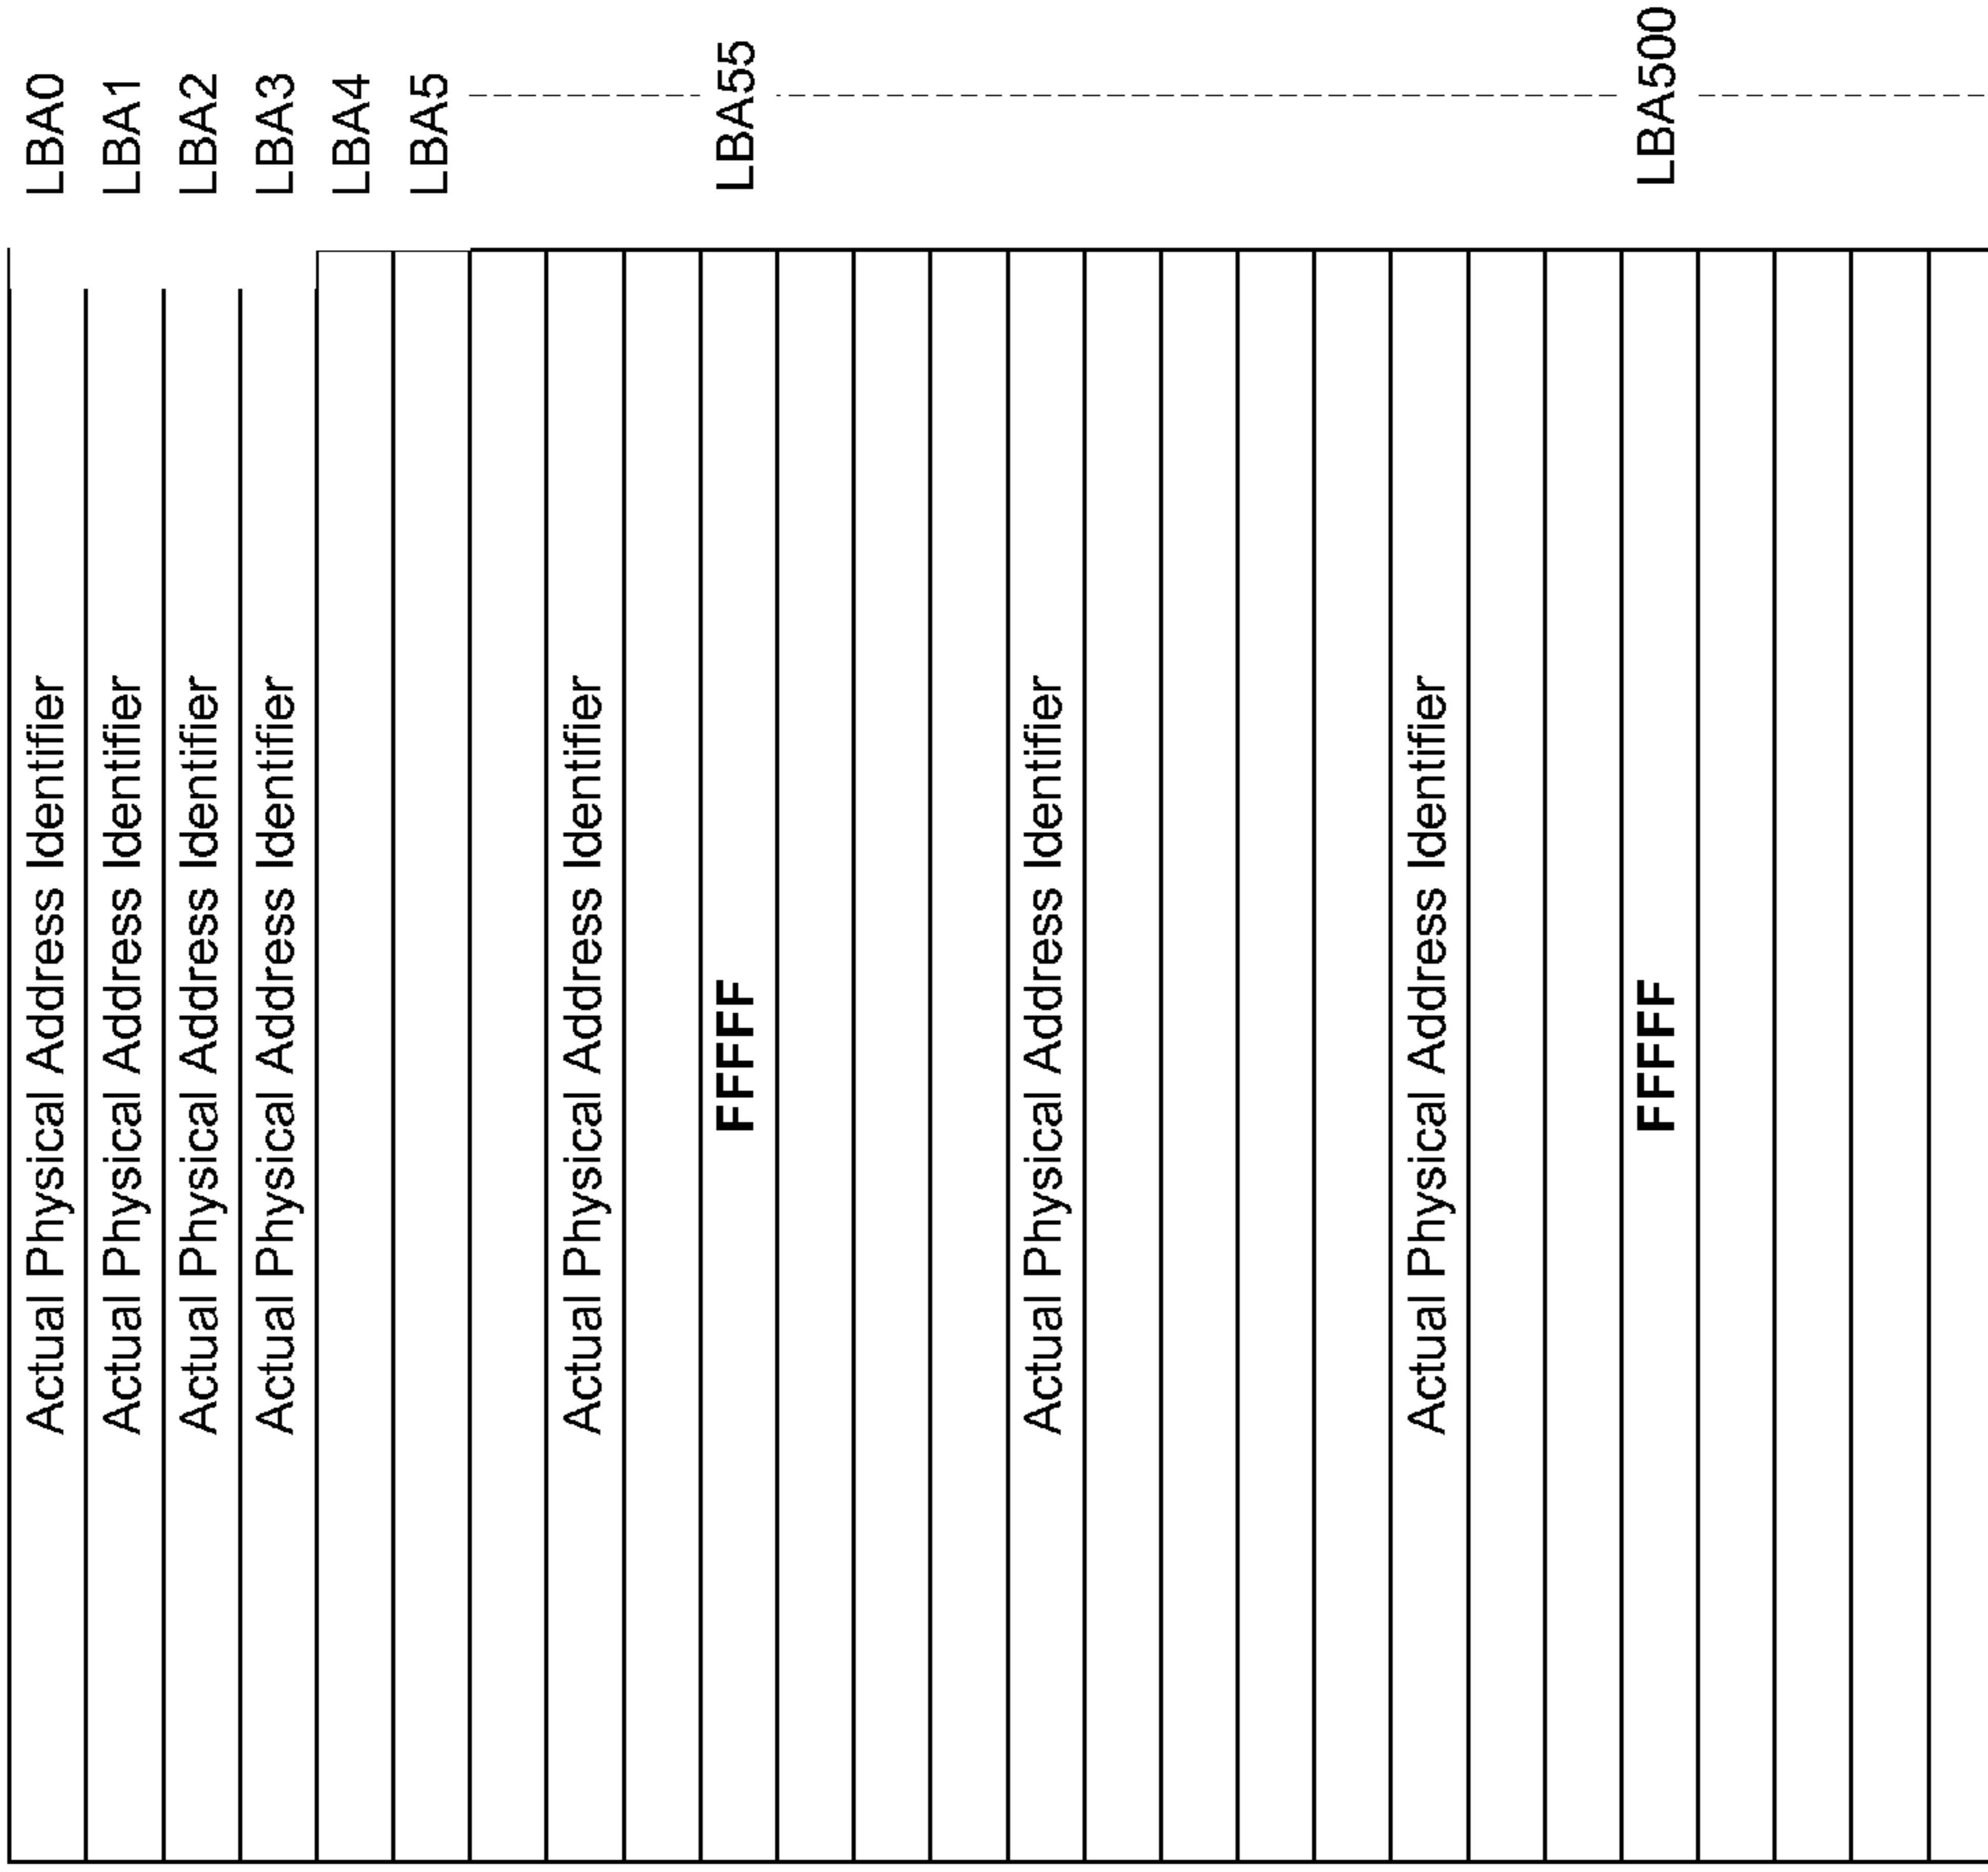 Actual Physical Address Identifier LBA0
Actual Physical Address Identifier LBA1
Actual Physical Address Identifier LBA2
Actual Physical Address Identifier LBA3
LBA4
LBA5
Actual Physical Address Identifier
FFFFF LBA55
Actual Physical Address Identifier
Actual Physical Address Identifier
FFFFF LBA500